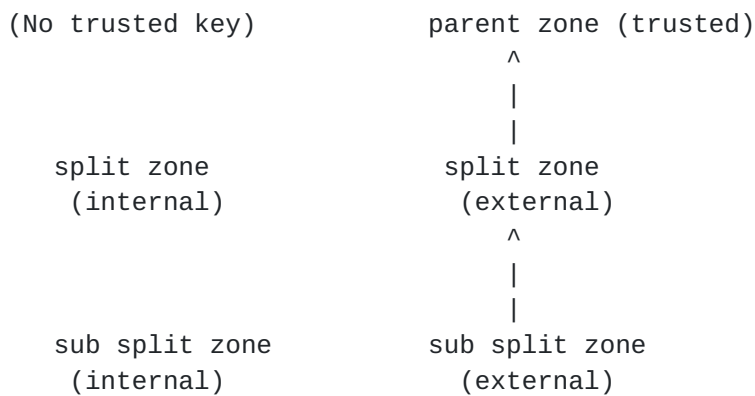 (No trusted key) parent zone (trusted)
^
|
|
split zone split zone
(internal) (external)
^
|
|
sub split zone sub split zone
(internal) (external)